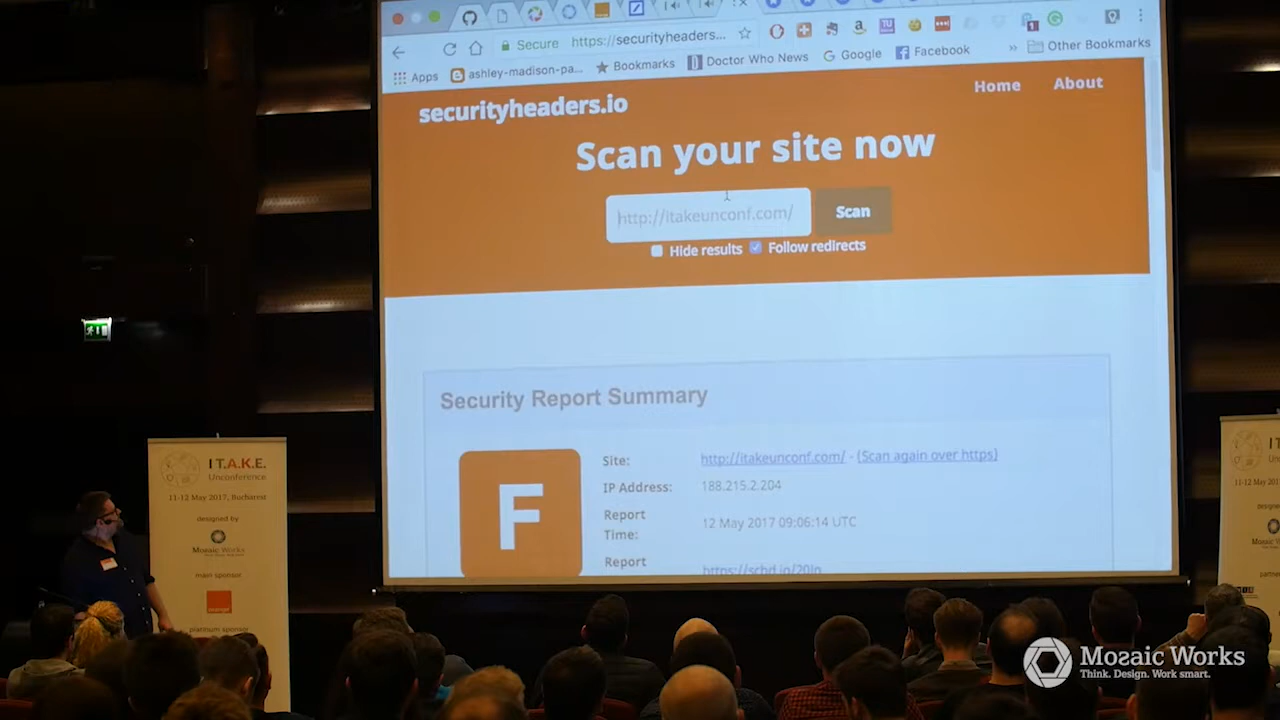 Secure
https://securityheaders...
Apps
ashley-madison-pa...
Bookmarks
Doctor Who News
Google
Facebook
»
Other Bookmarks
securityheaders.io
Home
About
Scan your site now
http://itakeunconf.com/
Scan
Hide results
Follow redirects
Security Report Summary
F
Site:
http://itakeunconf.com/ - (Scan again over https)
IP Address:
188.215.2.204
Report
Time:
12 May 2017 09:06:14 UTC
Report
I T.A.K.E.
Unconference
11-12 May 2017, Bucharest
designed by
Mozaic Works
main sponsor
orange
platinum sponsor
Mozaic Works
Think. Design. Work smart.